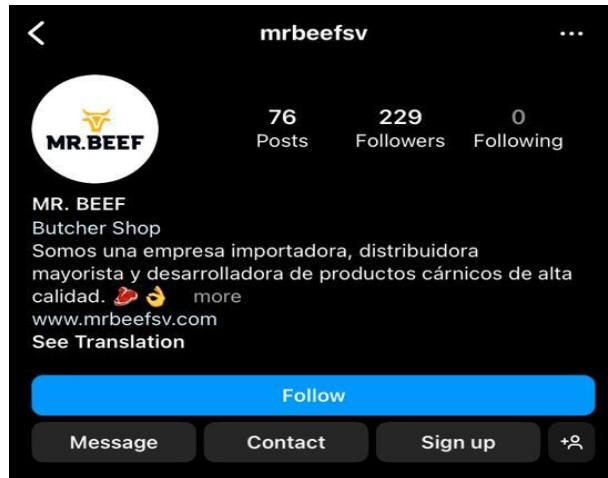 mrbeefsv
MR.BEEF
76 229 0
Posts Followers Following
MR. BEEF
Butcher Shop
Somos una empresa importadora, distribuidora
mayorista y desarrolladora de productos cárnicos de alta
calidad. 🥩👌 more
www.mrbeefsv.com
See Translation
Follow
Message Contact Sign up